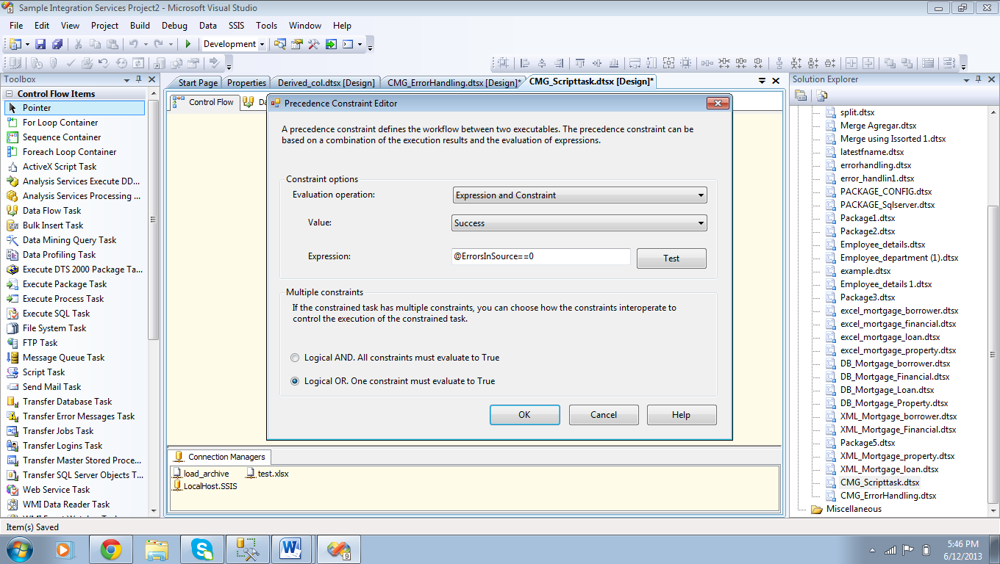 Sample Integration Services Project2 - Microsoft Visual Studio
File Edit View Project Build Debug Data SSIS Tools Window Help
Development
Toolbox
Start Page Properties Derived_col.dtsx [Design] CMG_ErrorHandling.dtsx [Design]* CMG_Scripttask.dtsx [Design]*
Solution Explorer
Control Flow Items
Pointer
For Loop Container
Sequence Container
Foreach Loop Container
ActiveX Script Task
Analysis Services Execute DD...
Analysis Services Processing ...
Data Flow Task
Bulk Insert Task
Data Mining Query Task
Data Profiling Task
Execute DTS 2000 Package Ta...
Execute Package Task
Execute Process Task
Execute SQL Task
File System Task
FTP Task
Message Queue Task
Script Task
Send Mail Task
Transfer Database Task
Transfer Error Messages Task
Transfer Jobs Task
Transfer Logins Task
Transfer Master Stored Proce...
Transfer SQL Server Objects T...
Web Service Task
WMI Data Reader Task
Control Flow Da
Precedence Constraint Editor
A precedence constraint defines the workflow between two executables. The precedence constraint can be
based on a combination of the execution results and the evaluation of expressions.
Constraint options
Evaluation operation: Expression and Constraint
Value: Success
Expression: @ErrorsInSource==0 Test
Multiple constraints
If the constrained task has multiple constraints, you can choose how the constraints interoperate to
control the execution of the constrained task.
Logical AND. All constraints must evaluate to True
Logical OR. One constraint must evaluate to True
OK Cancel Help
Connection Managers
load_archive test.xlsx
LocalHost.SSIS
split.dtsx
Merge Agregar.dtsx
Merge using Issorted 1.dtsx
latestfname.dtsx
errorhandling.dtsx
error_handlin1.dtsx
PACKAGE_CONFIG.dtsx
PACKAGE_Sqlserver.dtsx
Package1.dtsx
Package2.dtsx
Employee_details.dtsx
Employee_department (1).dtsx
example.dtsx
Employee_details 1.dtsx
Package3.dtsx
excel_mortgage_borrower.dtsx
excel_mortgage_financial.dtsx
excel_mortgage_loan.dtsx
excel_mortgage_property.dtsx
DB_Mortgage_borrower.dtsx
DB_Mortgage_Financial.dtsx
DB_Mortgage_Loan.dtsx
DB_Mortgage_Property.dtsx
XML_Mortgage_borrower.dtsx
XML_Mortgage_Financial.dtsx
Package5.dtsx
XML_Mortgage_property.dtsx
XML_Mortgage_loan.dtsx
CMG_Scripttask.dtsx
CMG_ErrorHandling.dtsx
Miscellaneous
Item(s) Saved
5:46 PM
6/12/2013